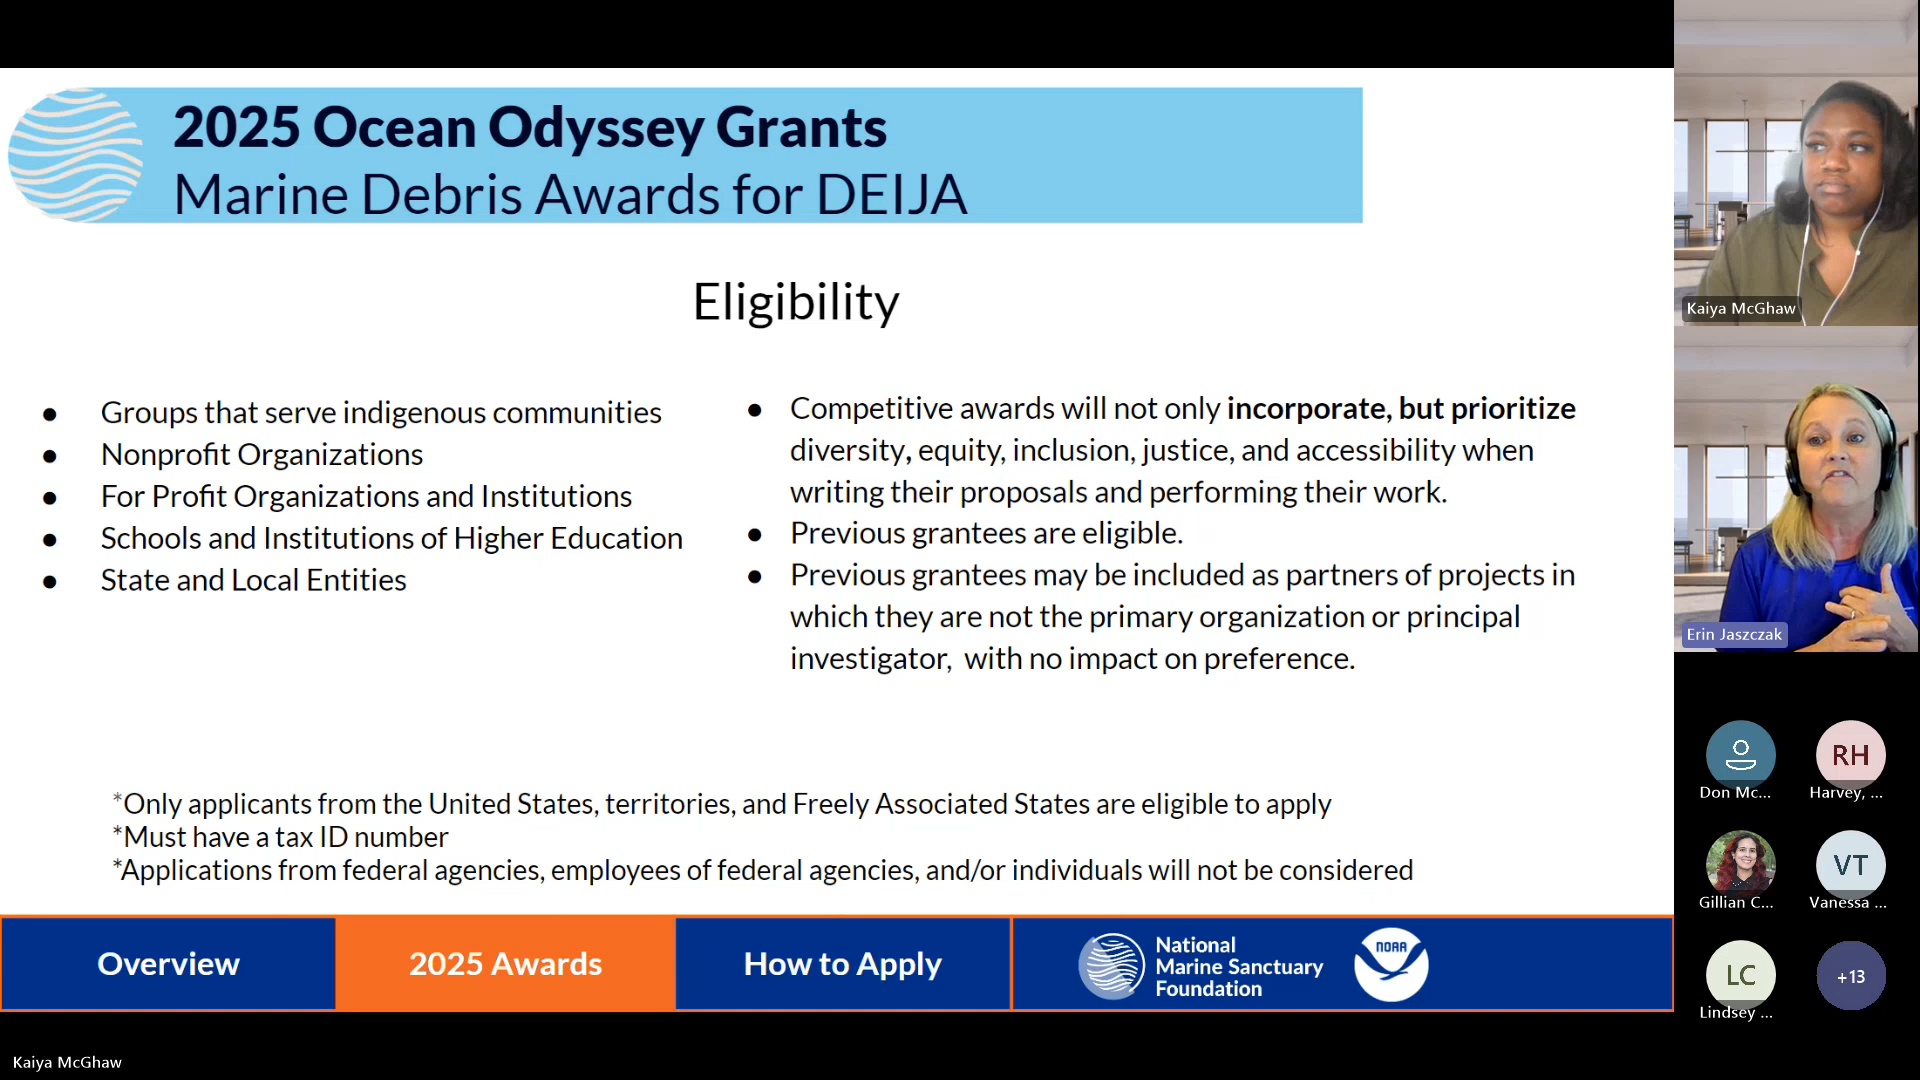 2025 Ocean Odyssey Grants
Marine Debris Awards for DEIJA
Eligibility
● Groups that serve indigenous communities
● Nonprofit Organizations
● For Profit Organizations and Institutions
● Schools and Institutions of Higher Education
● State and Local Entities
● Competitive awards will not only incorporate, but prioritize
diversity, equity, inclusion, justice, and accessibility when
writing their proposals and performing their work.
● Previous grantees are eligible.
● Previous grantees may be included as partners of projects in
which they are not the primary organization or principal
investigator,  with no impact on preference.
*Only applicants from the United States, territories, and Freely Associated States are eligible to apply
*Must have a tax ID number
*Applications from federal agencies, employees of federal agencies, and/or individuals will not be considered
Overview
2025 Awards
How to Apply
National
Marine Sanctuary
Foundation
NOAA
Kaiya McGhaw
Kaiya McGhaw
Erin Jaszczak
Don Mc...
RH
Harvey, ...
Gillian C...
VT
Vanessa ...
LC
Lindsey ...
+13